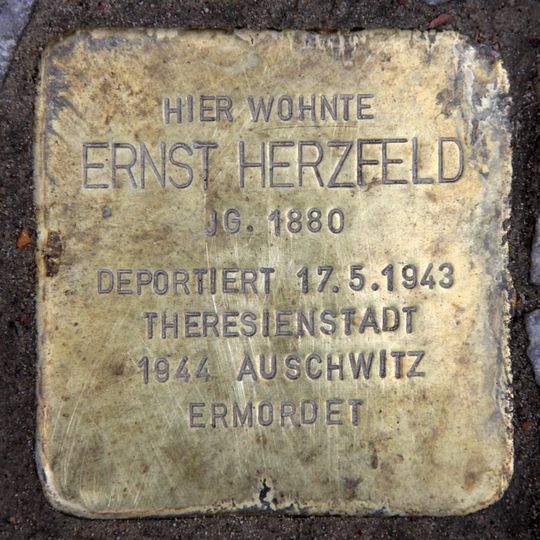 HIER WOHNTE
ERNST HERZFELD
JG. 1880
DEPORTIERT 17.5.1943
THERESIENSTADT
1944 AUSCHWITZ
ERMORDET